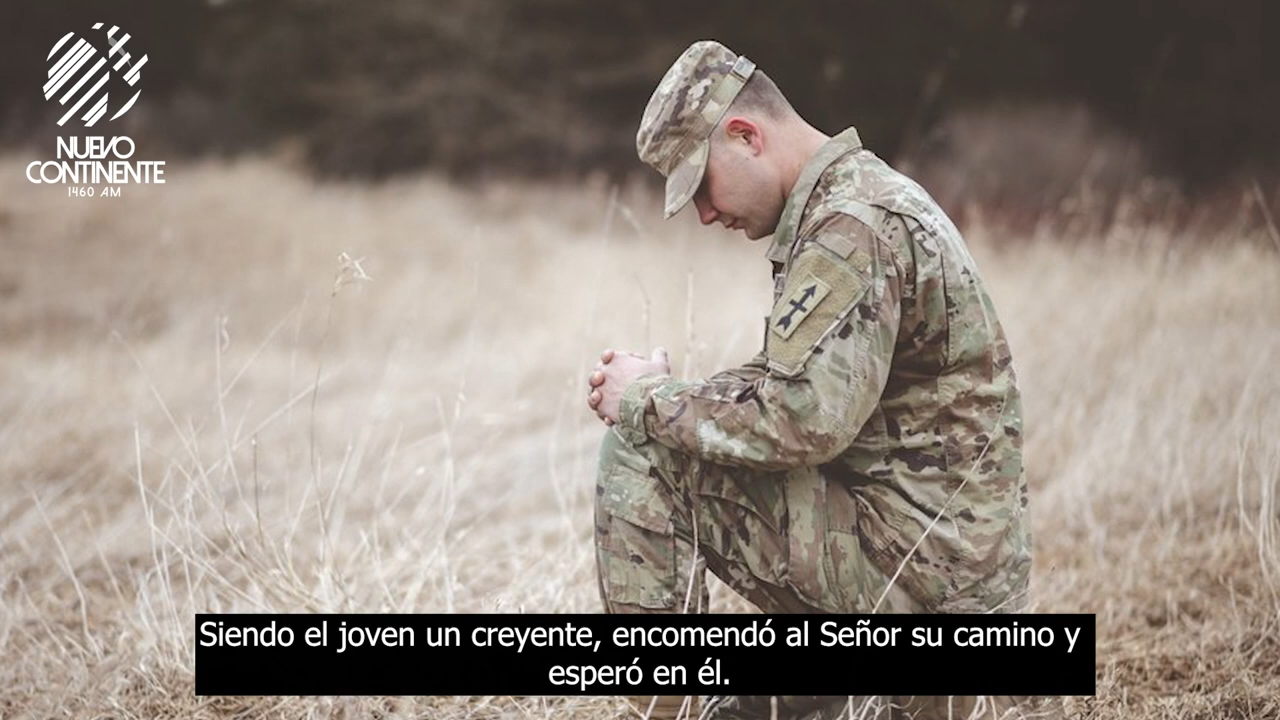 NUEVO
CONTINENTE
1460 AM
Siendo el joven un creyente, encomendó al Señor su camino y
esperó en él.